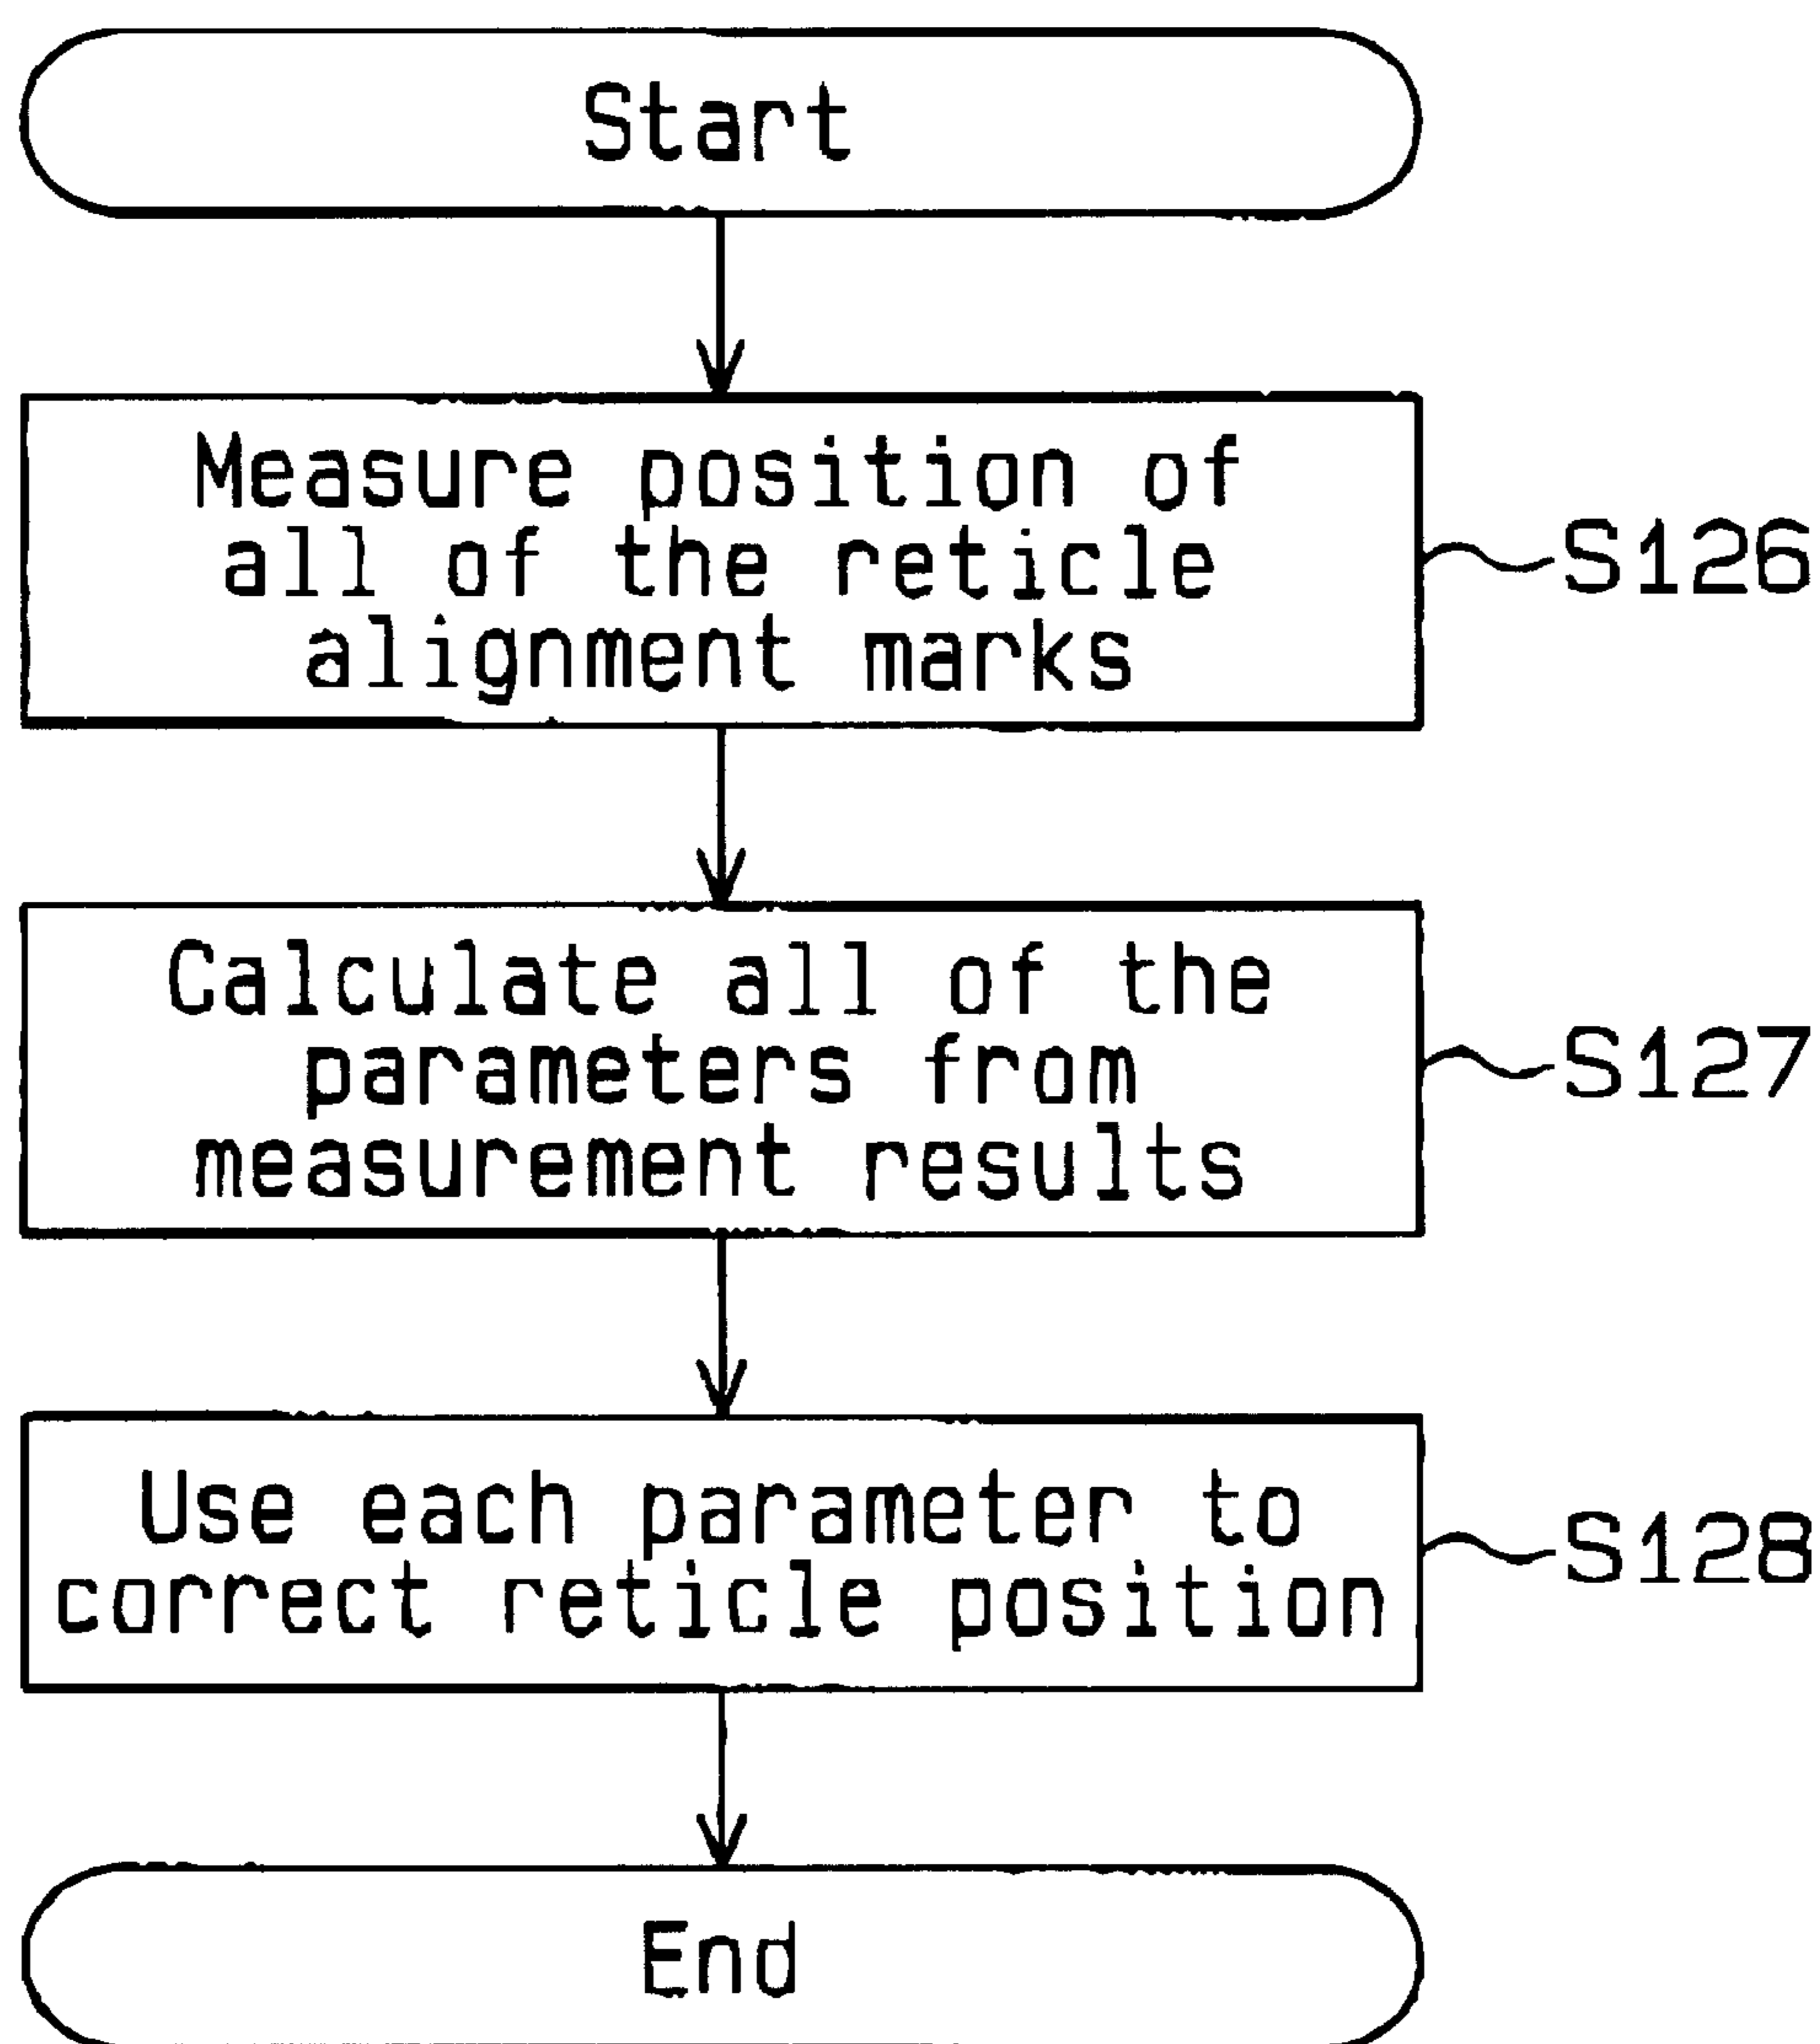 Start
Measure position of
all of the reticle
alignment marks
S126
Calculate all of the
parameters from
measurement results
S127
Use each parameter to
correct reticle position
S128
End